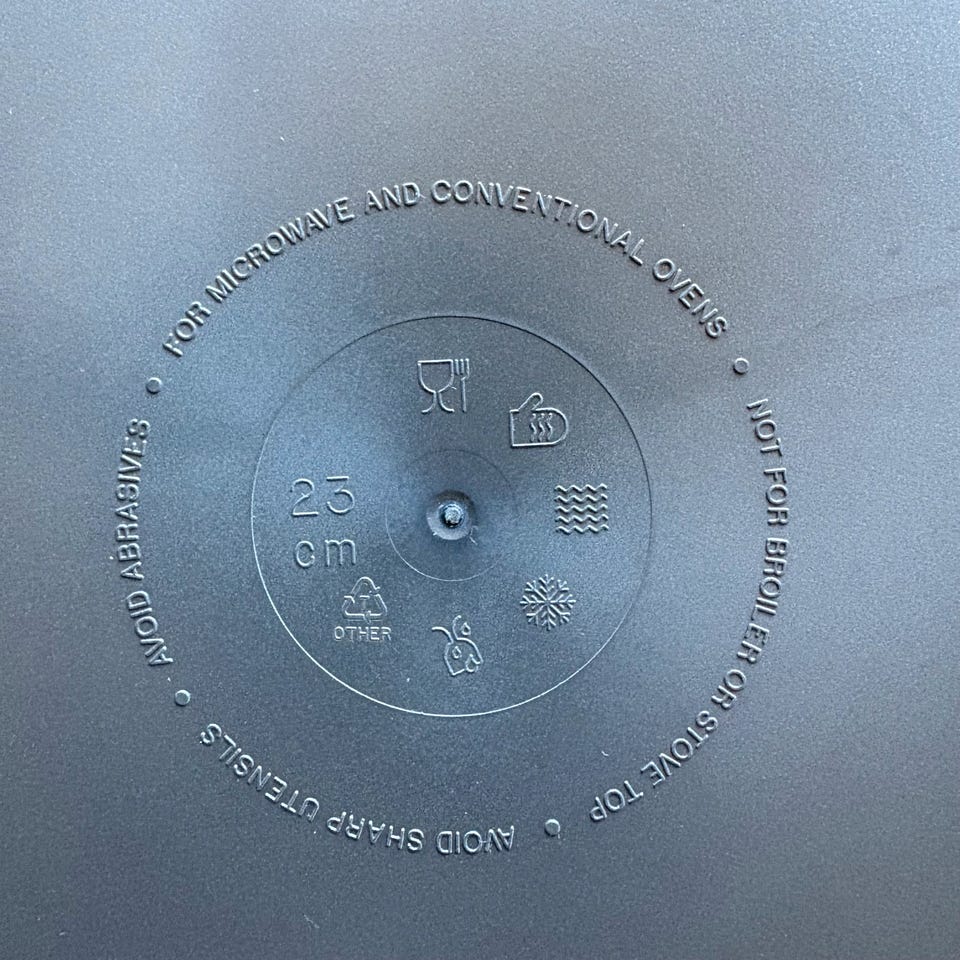 FOR MICROWAVE AND CONVENTIONAL OVENS
• NOT FOR BROILER OR STOVE TOP
• AVOID SHARP UTENSILS
• AVOID ABRASIVES •
23
cm
OTHER